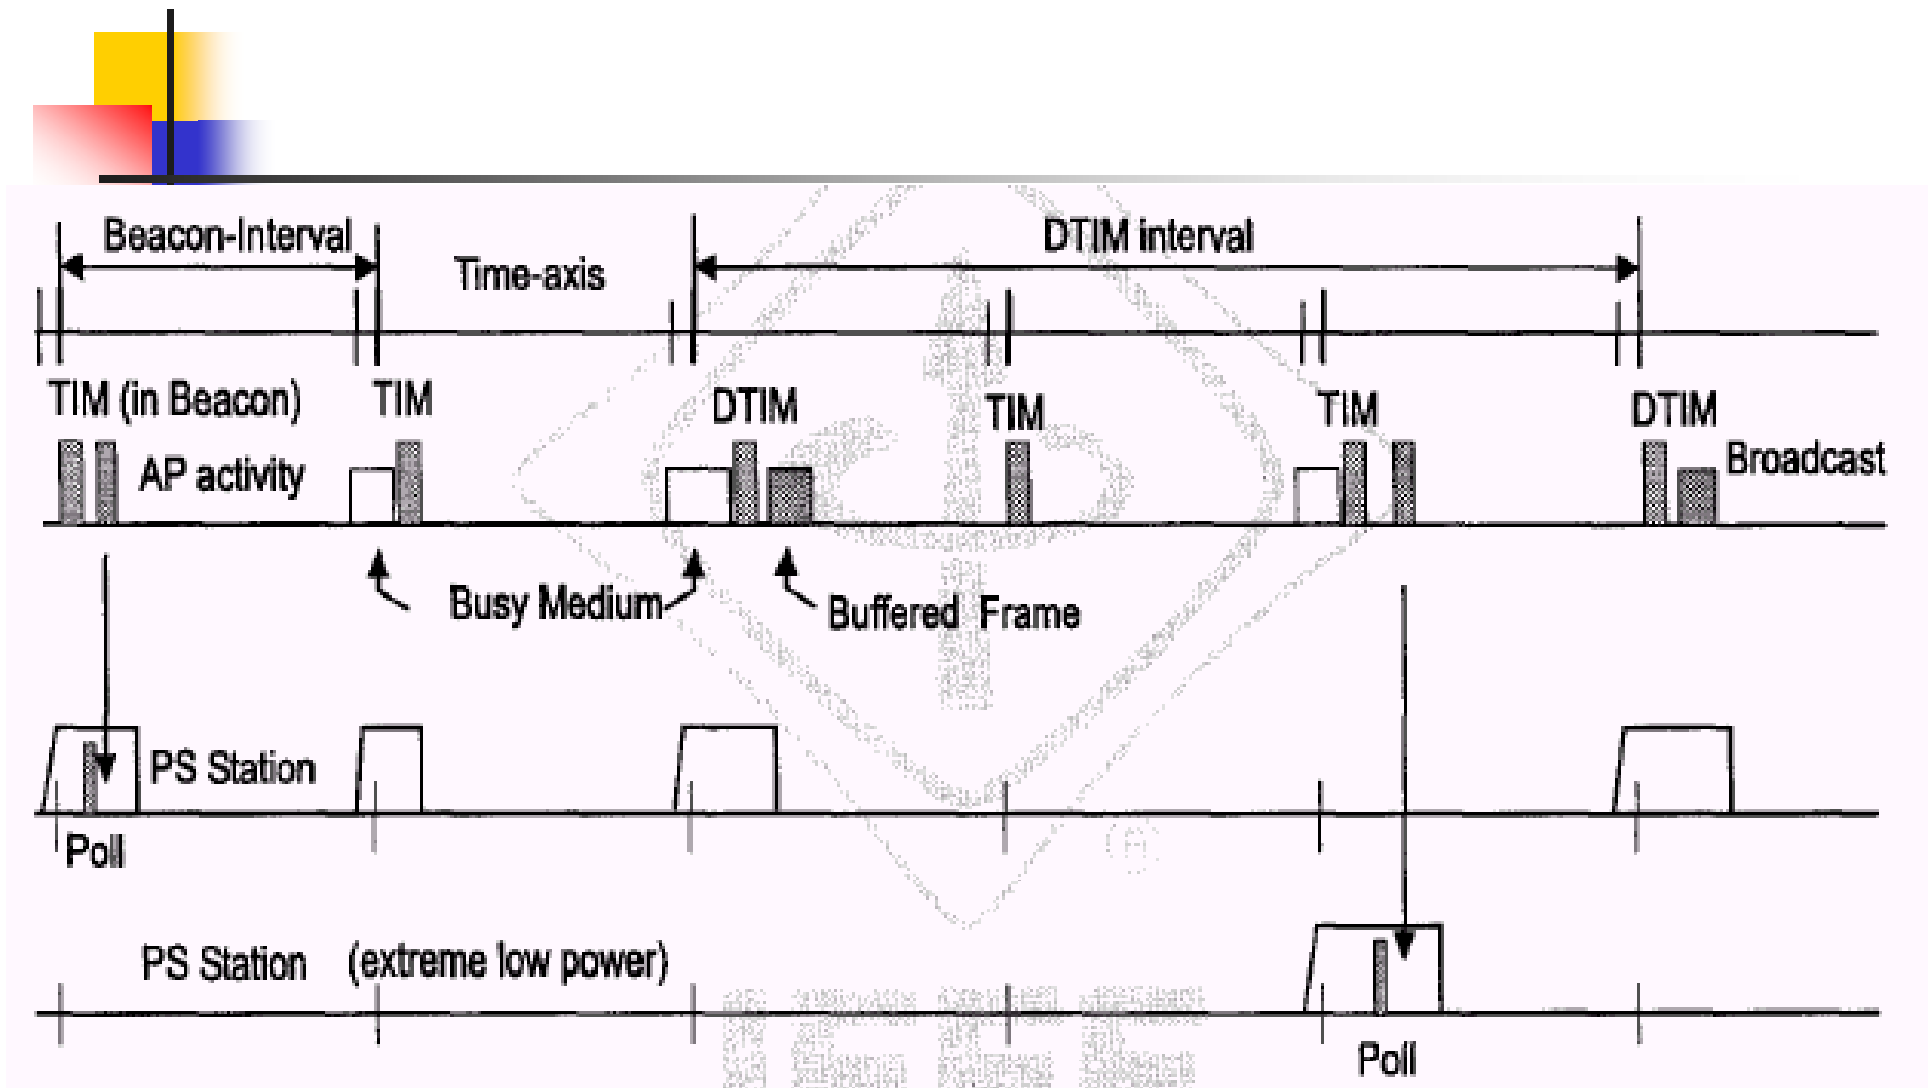 Beacon-Interval
DTIM interval
Time-axis
TIM (in Beacon)
TIM
DTIM
TIM
TIM
DTIM
AP activity
Broadcast
Busy Medium
Buffered Frame
PS Station
Poll
PS Station (extreme low power)
Poll
IEEE
®